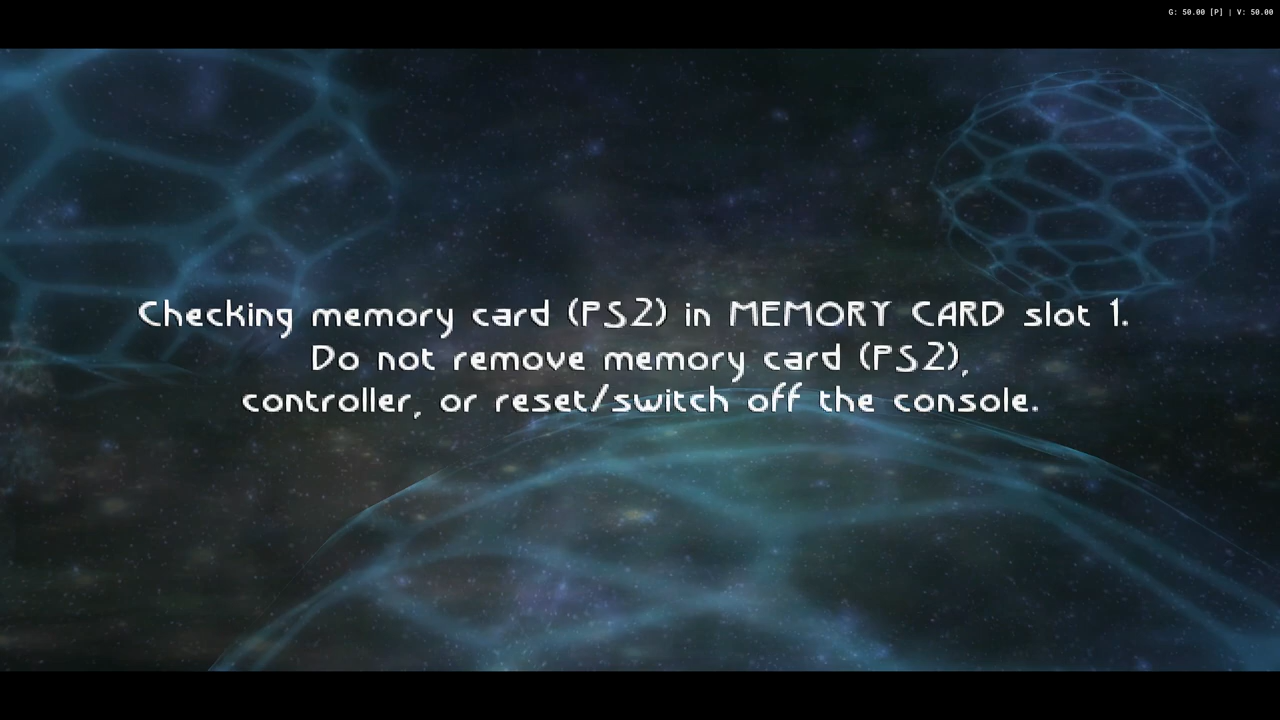 G: 50.00 [P] | V: 50.00
Checking memory card (PS2) in MEMORY CARD slot 1.
Do not remove memory card (PS2),
controller, or reset/switch off the console.